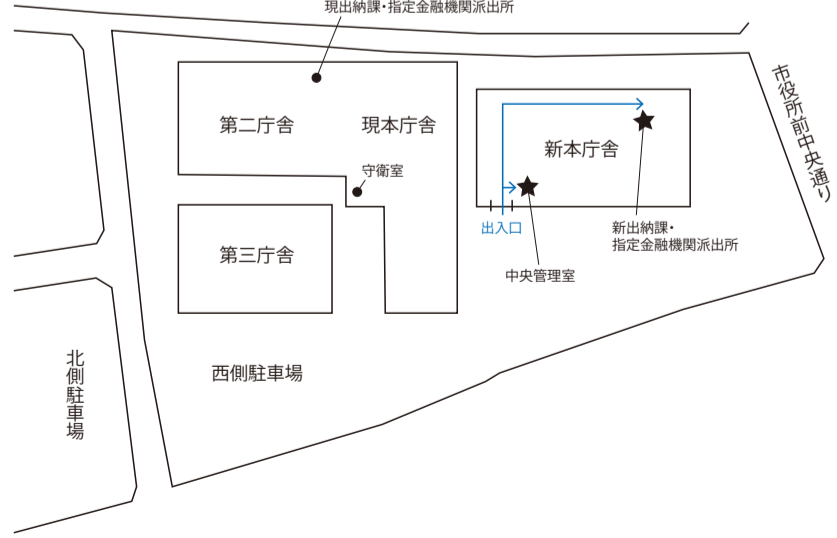 現出納課・指定金融機関派出所
市役所前中央通り
第二庁舎
現本庁舎
新本庁舎
守衛室
出入口
新出納課・
指定金融機関派出所
第三庁舎
中央管理室
西側駐車場
北側駐車場